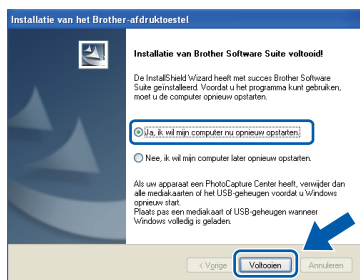 Installatie van het Brother-afdruktoestel
Installatie van Brother Software Suite voltooid!
De InstallShield Wizard heeft met succes Brother Software
Suite geïnstalleerd. Voordat u het programma kunt gebruiken,
moet u de computer opnieuw opstarten.
Ja, ik wil mijn computer nu opnieuw opstarten.
Nee, ik wil mijn computer later opnieuw opstarten.
Als uw apparaat een PhotoCapture Center heeft, verwijder dan
alle mediakaarten of het USB-geheugen voordat u Windows
opnieuw start.
Plaats pas een mediakaart of USB-geheugen wanneer
Windows volledig is geladen.
< Vorige
Voltooien
Annuleren